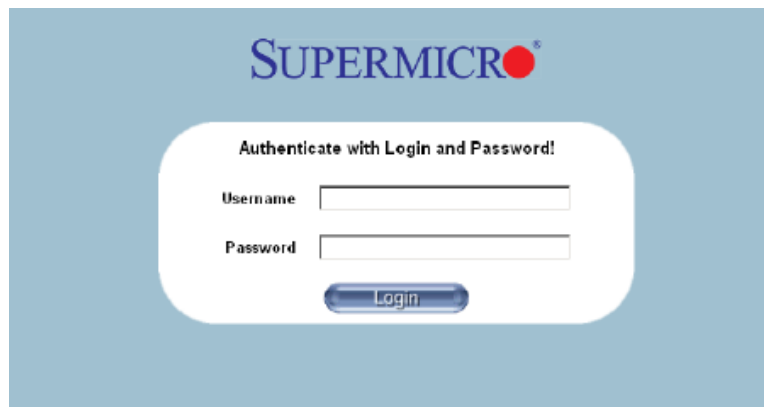 SUPERMICRO®
Authenticate with Login and Password!
Username
Password
Login